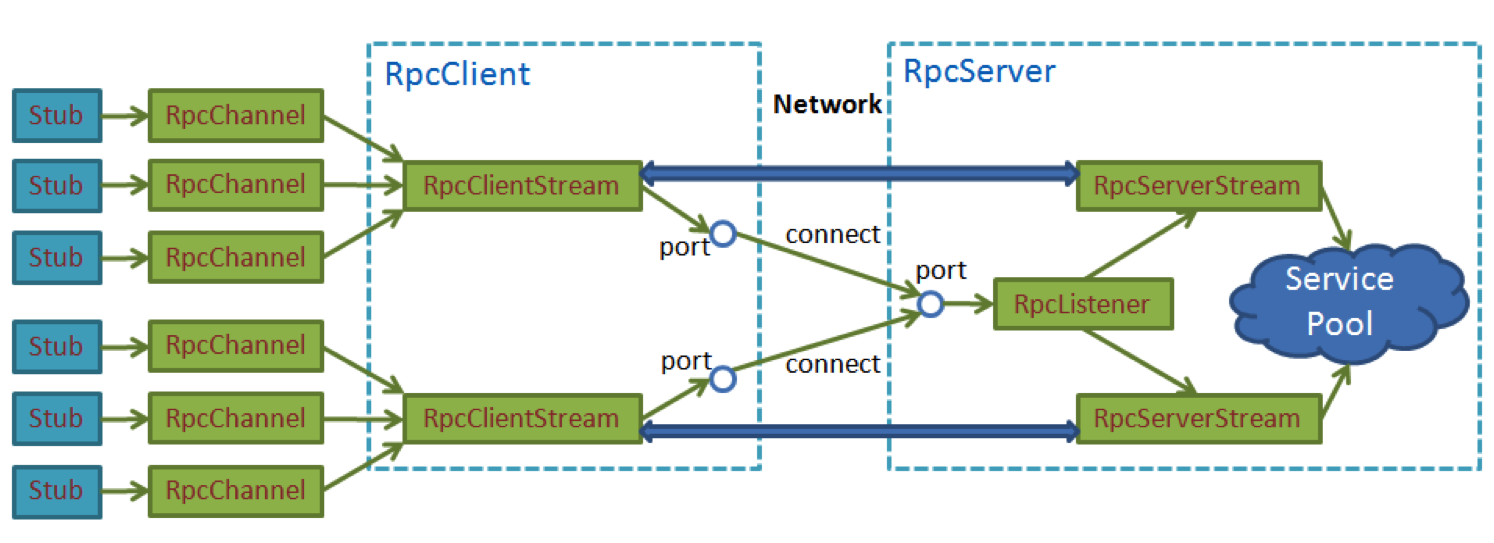 RpcClient
RpcServer
Network
Stub
RpcChannel
Stub
RpcChannel
RpcClientStream
RpcServerStream
Stub
RpcChannel
port
connect
port
RpcListener
Service
Pool
Stub
RpcChannel
port
connect
Stub
RpcChannel
RpcClientStream
RpcServerStream
Stub
RpcChannel